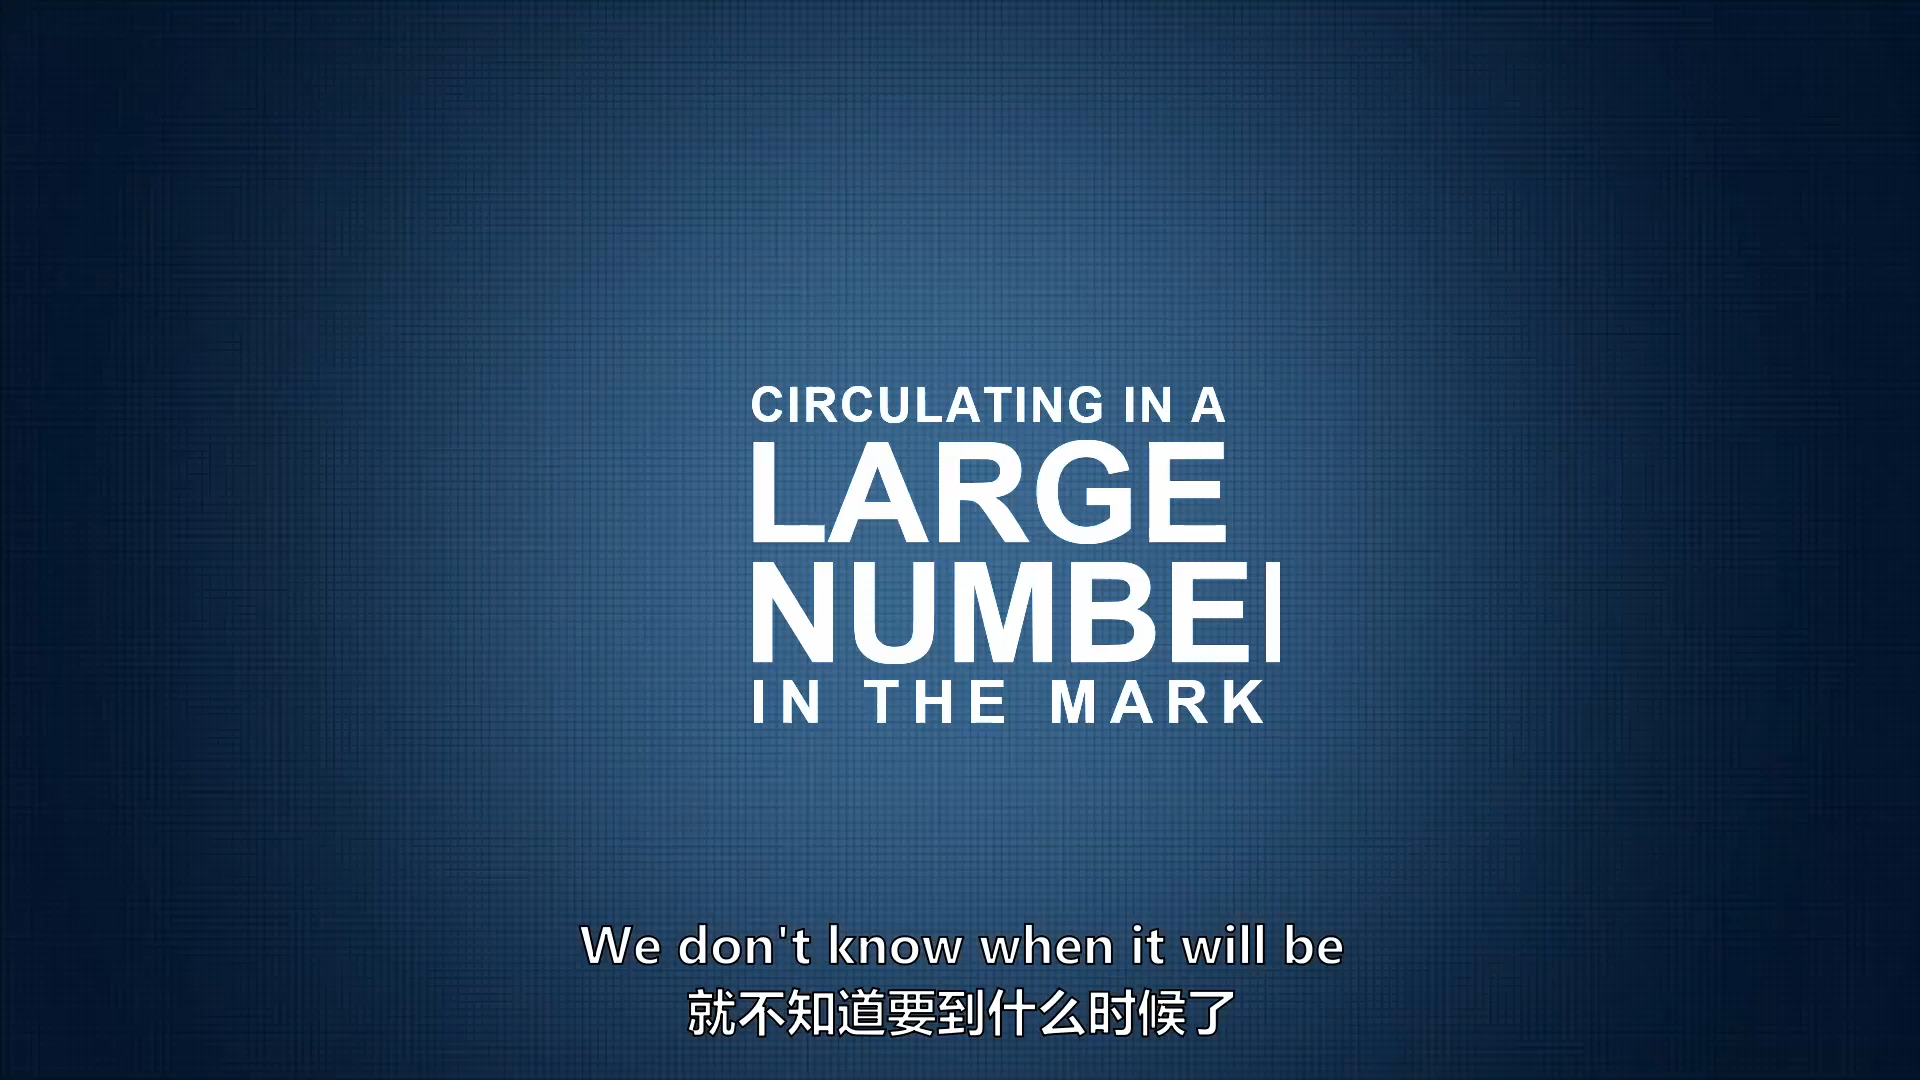 CIRCULATING IN A
LARGE
NUMBE
IN THE MARK
We don't know when it will be
就不知道要到什么时候了